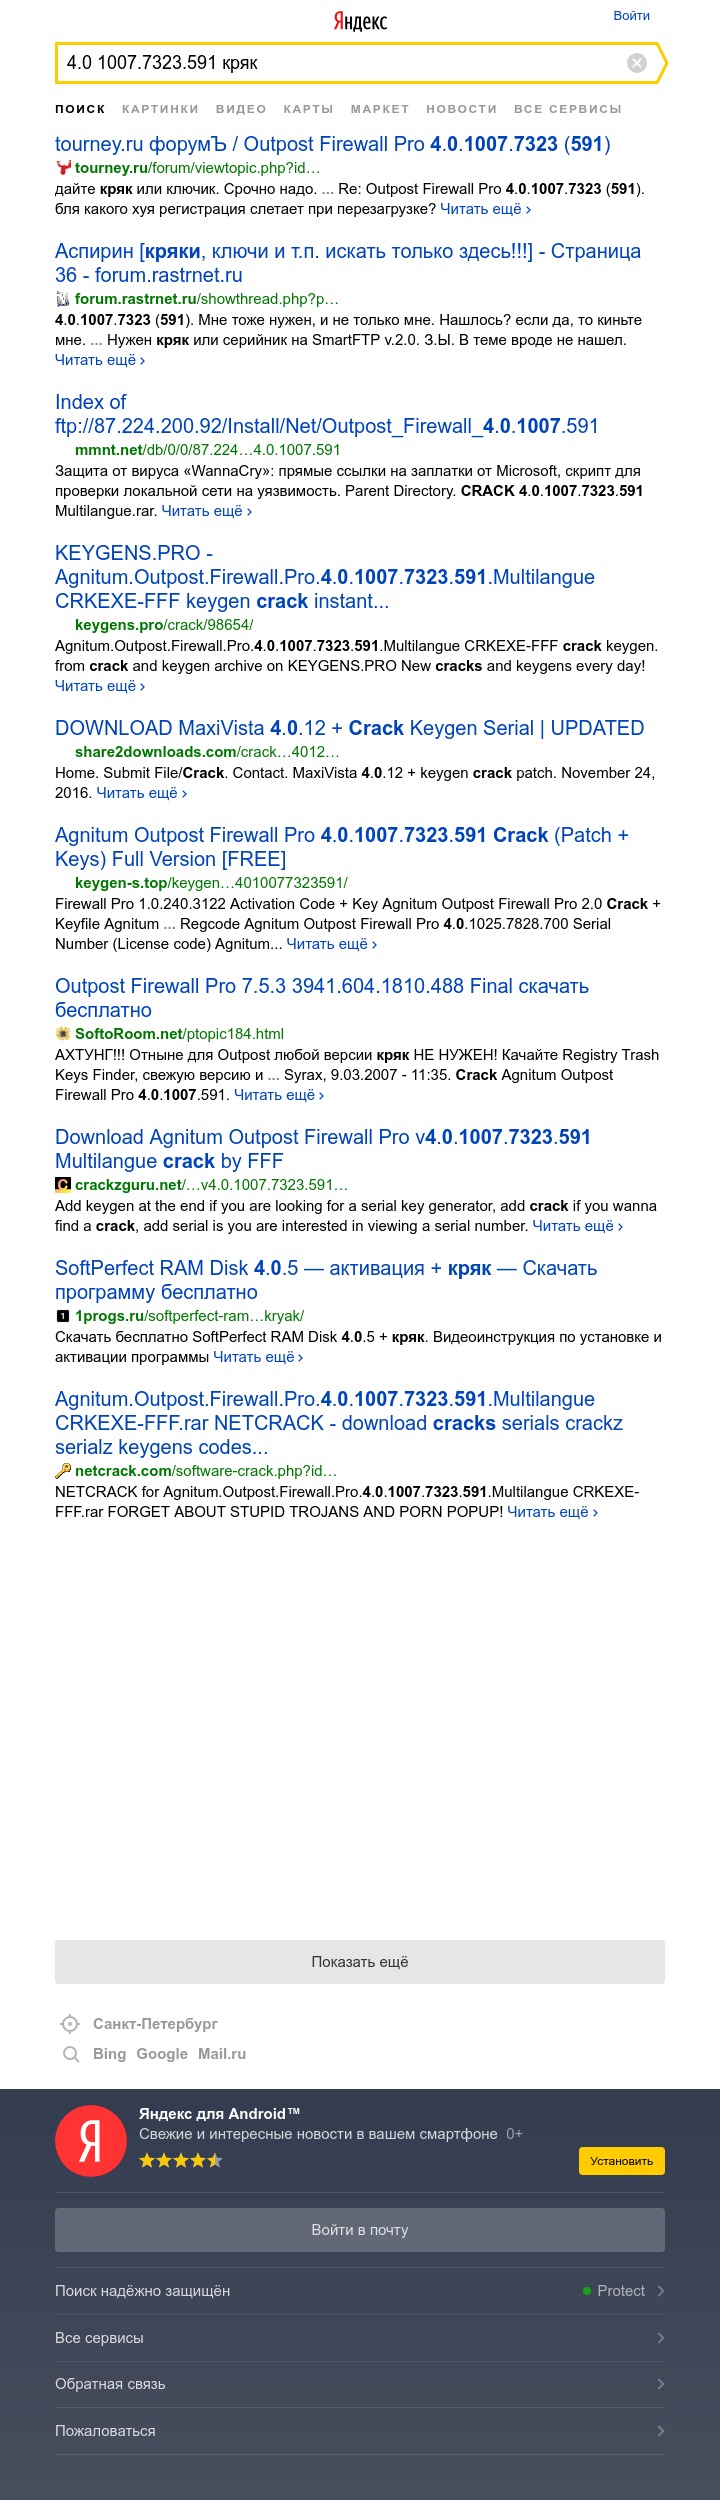 Яндекс
Войти
4.0 1007.7323.591 кряк
ПОИСК КАРТИНКИ ВИДЕО КАРТЫ МАРКЕТ НОВОСТИ ВСЕ СЕРВИСЫ
tourney.ru форумЪ / Outpost Firewall Pro 4.0.1007.7323 (591)
tourney.ru/forum/viewtopic.php?id…
дайте кряк или ключик. Срочно надо. ... Re: Outpost Firewall Pro 4.0.1007.7323 (591).
бля какого хуя регистрация слетает при перезагрузке? Читать ещё ›
Аспирин [кряки, ключи и т.п. искать только здесь!!!] - Страница
36 - forum.rastrnet.ru
forum.rastrnet.ru/showthread.php?p…
4.0.1007.7323 (591). Мне тоже нужен, и не только мне. Нашлось? если да, то киньте
мне. ... Нужен кряк или серийник на SmartFTP v.2.0. З.Ы. В теме вроде не нашел.
Читать ещё ›
Index of
ftp://87.224.200.92/Install/Net/Outpost_Firewall_4.0.1007.591
mmnt.net/db/0/0/87.224…4.0.1007.591
Защита от вируса «WannaCry»: прямые ссылки на заплатки от Microsoft, скрипт для
проверки локальной сети на уязвимость. Parent Directory. CRACK 4.0.1007.7323.591
Multilangue.rar. Читать ещё ›
KEYGENS.PRO -
Agnitum.Outpost.Firewall.Pro.4.0.1007.7323.591.Multilangue
CRKEXE-FFF keygen crack instant...
keygens.pro/crack/98654/
Agnitum.Outpost.Firewall.Pro.4.0.1007.7323.591.Multilangue CRKEXE-FFF crack keygen.
from crack and keygen archive on KEYGENS.PRO New cracks and keygens every day!
Читать ещё ›
DOWNLOAD MaxiVista 4.0.12 + Crack Keygen Serial | UPDATED
share2downloads.com/crack…4012…
Home. Submit File/Crack. Contact. MaxiVista 4.0.12 + keygen crack patch. November 24,
2016. Читать ещё ›
Agnitum Outpost Firewall Pro 4.0.1007.7323.591 Crack (Patch +
Keys) Full Version [FREE]
keygen-s.top/keygen…4010077323591/
Firewall Pro 1.0.240.3122 Activation Code + Key Agnitum Outpost Firewall Pro 2.0 Crack +
Keyfile Agnitum ... Regcode Agnitum Outpost Firewall Pro 4.0.1025.7828.700 Serial
Number (License code) Agnitum... Читать ещё ›
Outpost Firewall Pro 7.5.3 3941.604.1810.488 Final скачать
бесплатно
SoftoRoom.net/ptopic184.html
АХТУНГ!!! Отныне для Outpost любой версии кряк НЕ НУЖЕН! Качайте Registry Trash
Keys Finder, свежую версию и ... Syrax, 9.03.2007 - 11:35. Crack Agnitum Outpost
Firewall Pro 4.0.1007.591. Читать ещё ›
Download Agnitum Outpost Firewall Pro v4.0.1007.7323.591
Multilangue crack by FFF
crackzguru.net/…v4.0.1007.7323.591…
Add keygen at the end if you are looking for a serial key generator, add crack if you wanna
find a crack, add serial is you are interested in viewing a serial number. Читать ещё ›
SoftPerfect RAM Disk 4.0.5 — активация + кряк — Скачать
программу бесплатно
1progs.ru/softperfect-ram…kryak/
Скачать бесплатно SoftPerfect RAM Disk 4.0.5 + кряк. Видеоинструкция по установке и
активации программы Читать ещё ›
Agnitum.Outpost.Firewall.Pro.4.0.1007.7323.591.Multilangue
CRKEXE-FFF.rar NETCRACK - download cracks serials crackz
serialz keygens codes...
netcrack.com/software-crack.php?id…
NETCRACK for Agnitum.Outpost.Firewall.Pro.4.0.1007.7323.591.Multilangue CRKEXE-
FFF.rar FORGET ABOUT STUPID TROJANS AND PORN POPUP! Читать ещё ›
Показать ещё
Санкт-Петербург
Bing Google Mail.ru
Я
Яндекс для Android™
Свежие и интересные новости в вашем смартфоне 0+
Установить
Войти в почту
Поиск надёжно защищён Protect
Все сервисы
Обратная связь
Пожаловаться